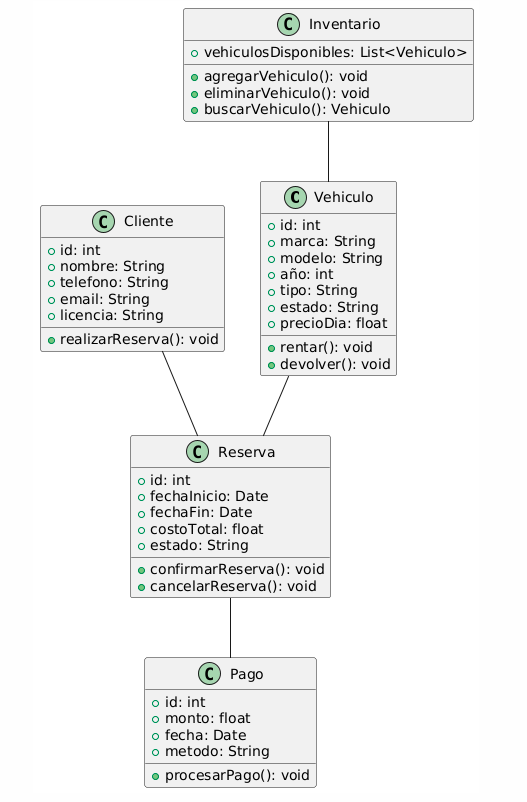 C Inventario
vehiculosDisponibles: List<Vehiculo>
agregarVehiculo(): void
eliminarVehiculo(): void
buscarVehiculo(): Vehiculo
C Cliente
id: int
nombre: String
telefono: String
email: String
licencia: String
realizarReserva(): void
C Vehiculo
id: int
marca: String
modelo: String
año: int
tipo: String
estado: String
precioDia: float
rentar(): void
devolver(): void
C Reserva
id: int
fechaInicio: Date
fechaFin: Date
costoTotal: float
estado: String
confirmarReserva(): void
cancelarReserva(): void
C Pago
id: int
monto: float
fecha: Date
metodo: String
procesarPago(): void